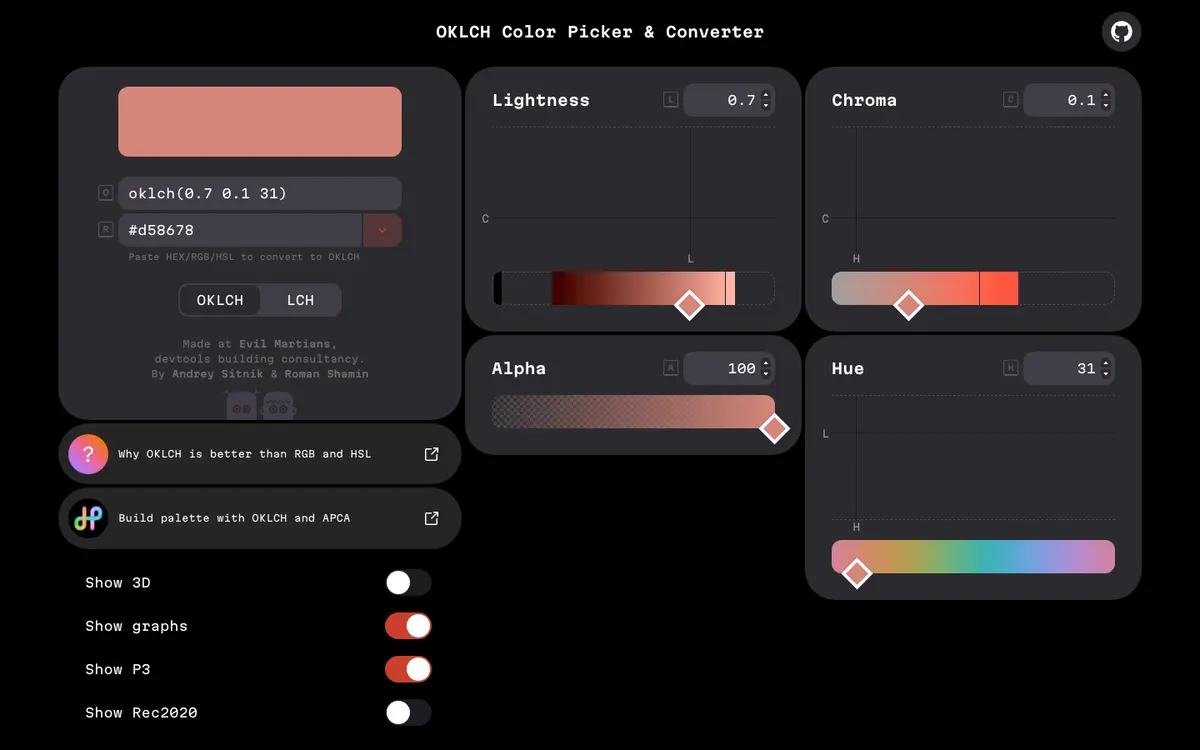 OKLCH Color Picker & Converter
O
oklch(0.7 0.1 31)
R
#d58678
Paste HEX/RGB/HSL to convert to OKLCH
OKLCH LCH
Made at Evil Martians,
devtools building consultancy.
By Andrey Sitnik & Roman Shamin
?
Why OKLCH is better than RGB and HSL
Build palette with OKLCH and APCA
Show 3D
Show graphs
Show P3
Show Rec2020
Lightness L 0.7
C
L
Alpha A 100
Chroma C 0.1
C
H
Hue H 31
L
H